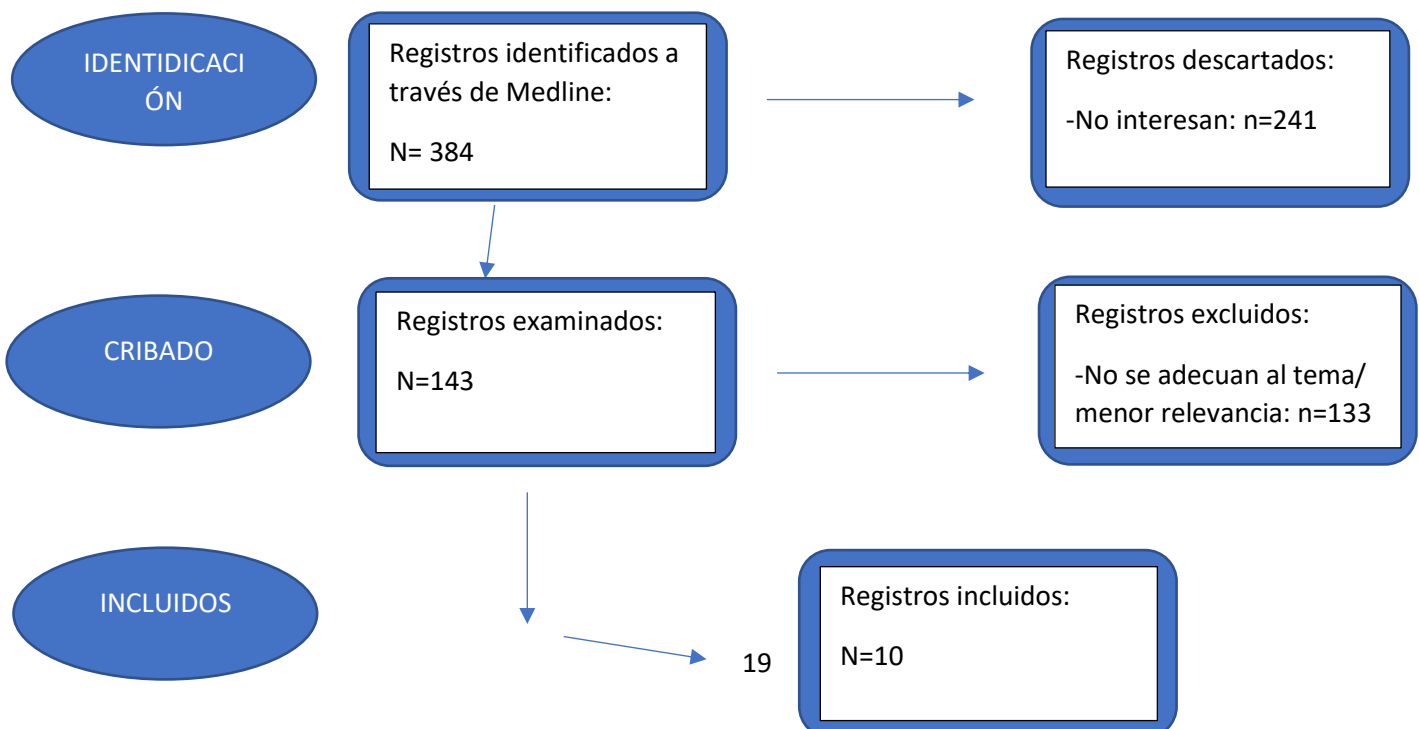 IDENTIDICACI
ÓN
Registros identificados a
través de Medline:
N= 384
Registros descartados:
-No interesan: n=241
CRIBADO
Registros examinados:
N=143
Registros excluidos:
-No se adecuan al tema/
menor relevancia: n=133
INCLUIDOS
19
Registros incluidos:
N=10